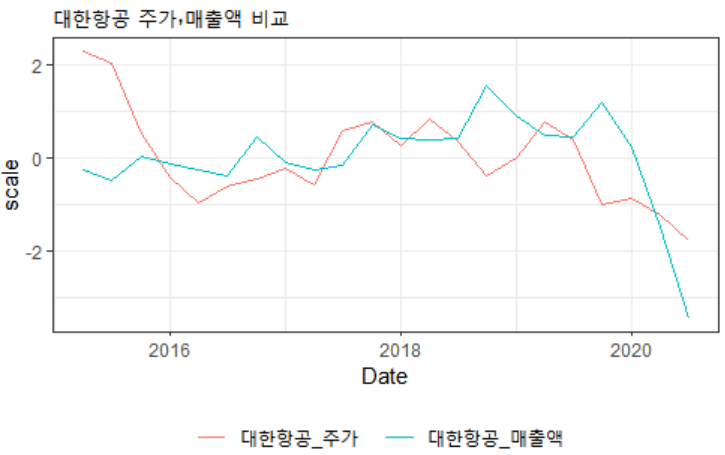 대한항공 주가,매출액 비교
2
0
-2
scale
2016 2018 2020
Date
대한항공_주가 대한항공_매출액